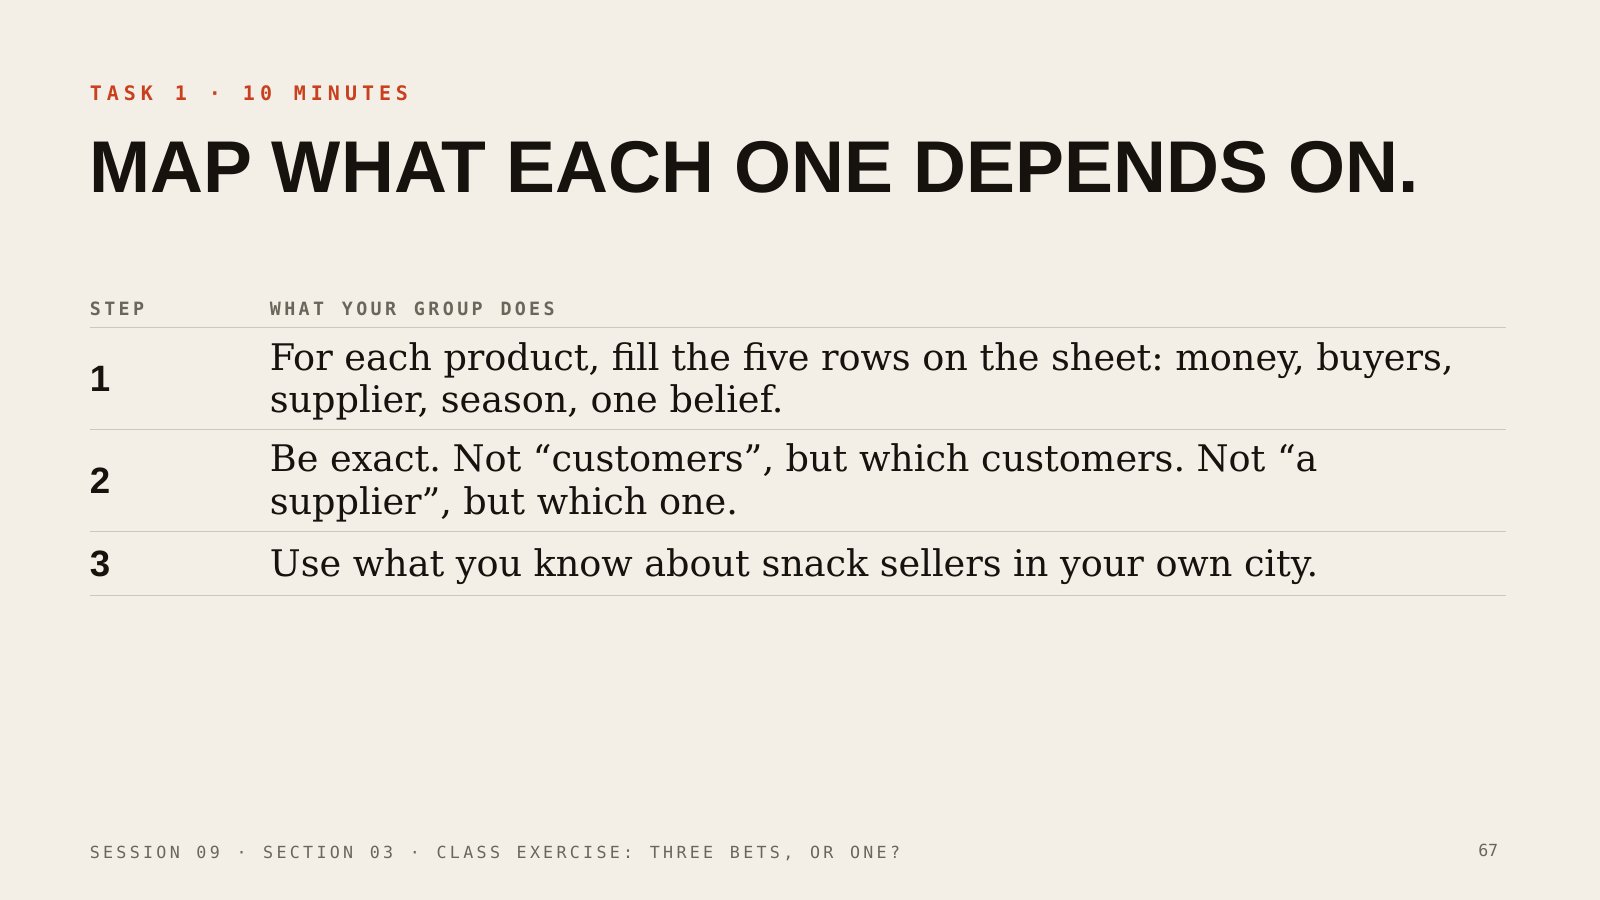 TASK 1 · 10 MINUTES
MAP WHAT EACH ONE DEPENDS ON.
STEP WHAT YOUR GROUP DOES
1 For each product, fill the five rows on the sheet: money, buyers,
supplier, season, one belief.
2 Be exact. Not “customers”, but which customers. Not “a
supplier”, but which one.
3 Use what you know about snack sellers in your own city.
SESSION 09 · SECTION 03 · CLASS EXERCISE: THREE BETS, OR ONE? 67